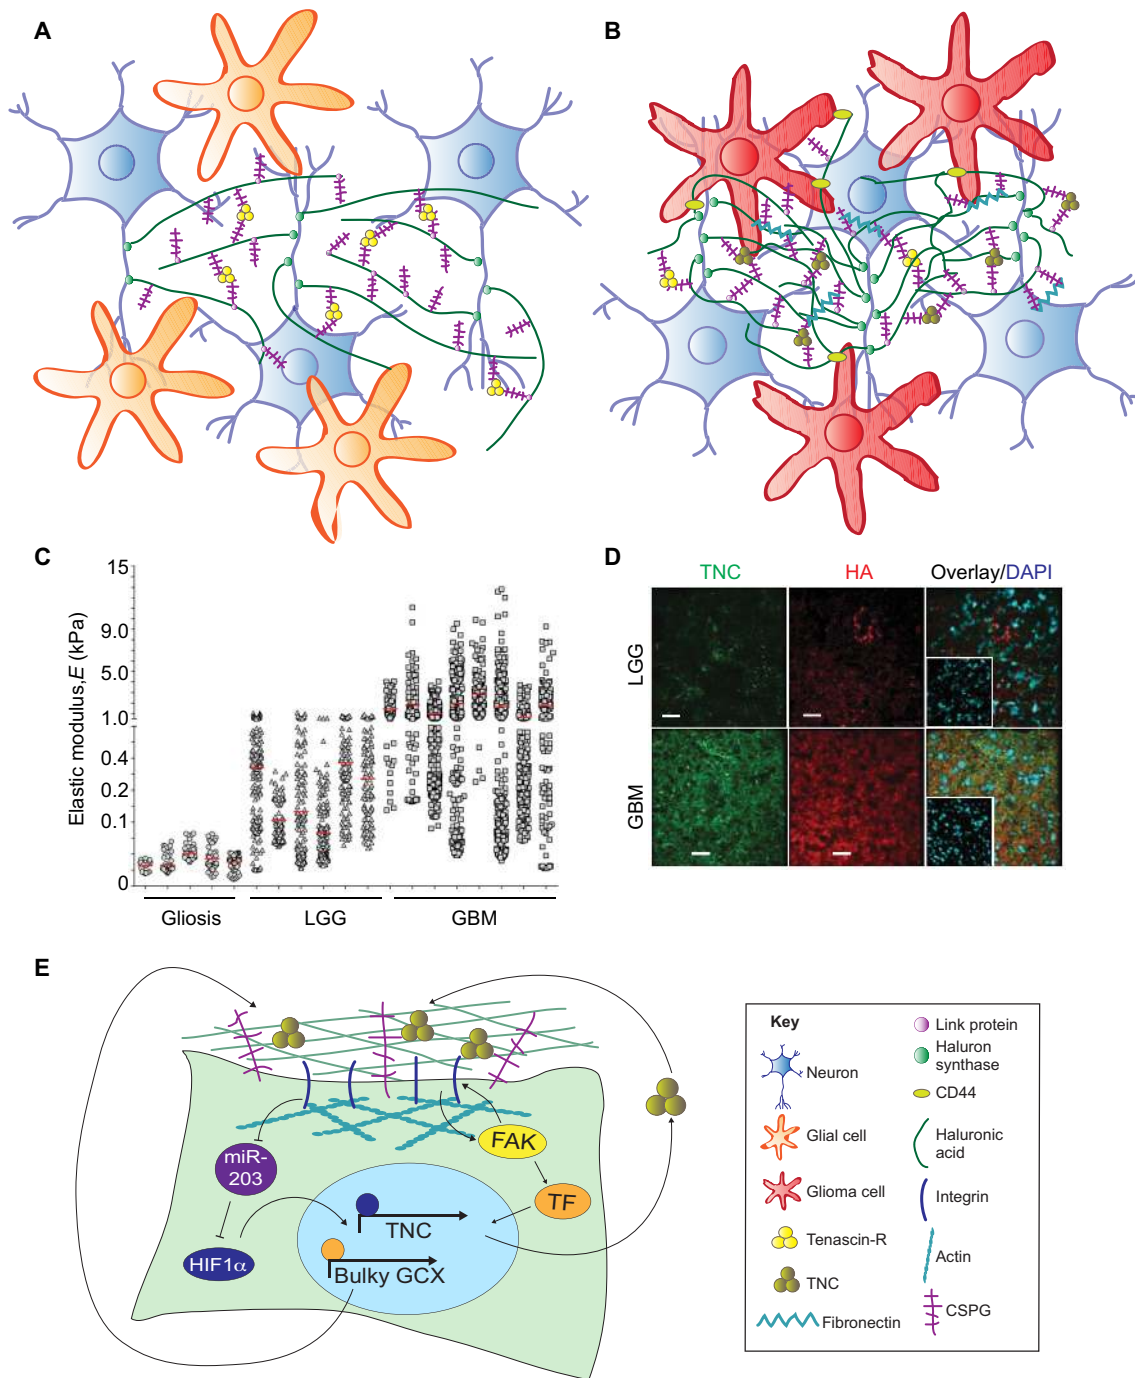 A
B
C
15
9.0
5.0
1.0
0.4
0.2
0.1
0
Elastic modulus,E (kPa)
Gliosis
LGG
GBM
D
TNC
HA
Overlay/DAPI
LGG
GBM
E
miR-
203
HIF1α
FAK
TF
TNC
Bulky GCX
Key
Neuron
Glial cell
Glioma cell
Tenascin-R
TNC
Fibronectin
Link protein
Haluron
synthase
CD44
Haluronic
acid
Integrin
Actin
CSPG